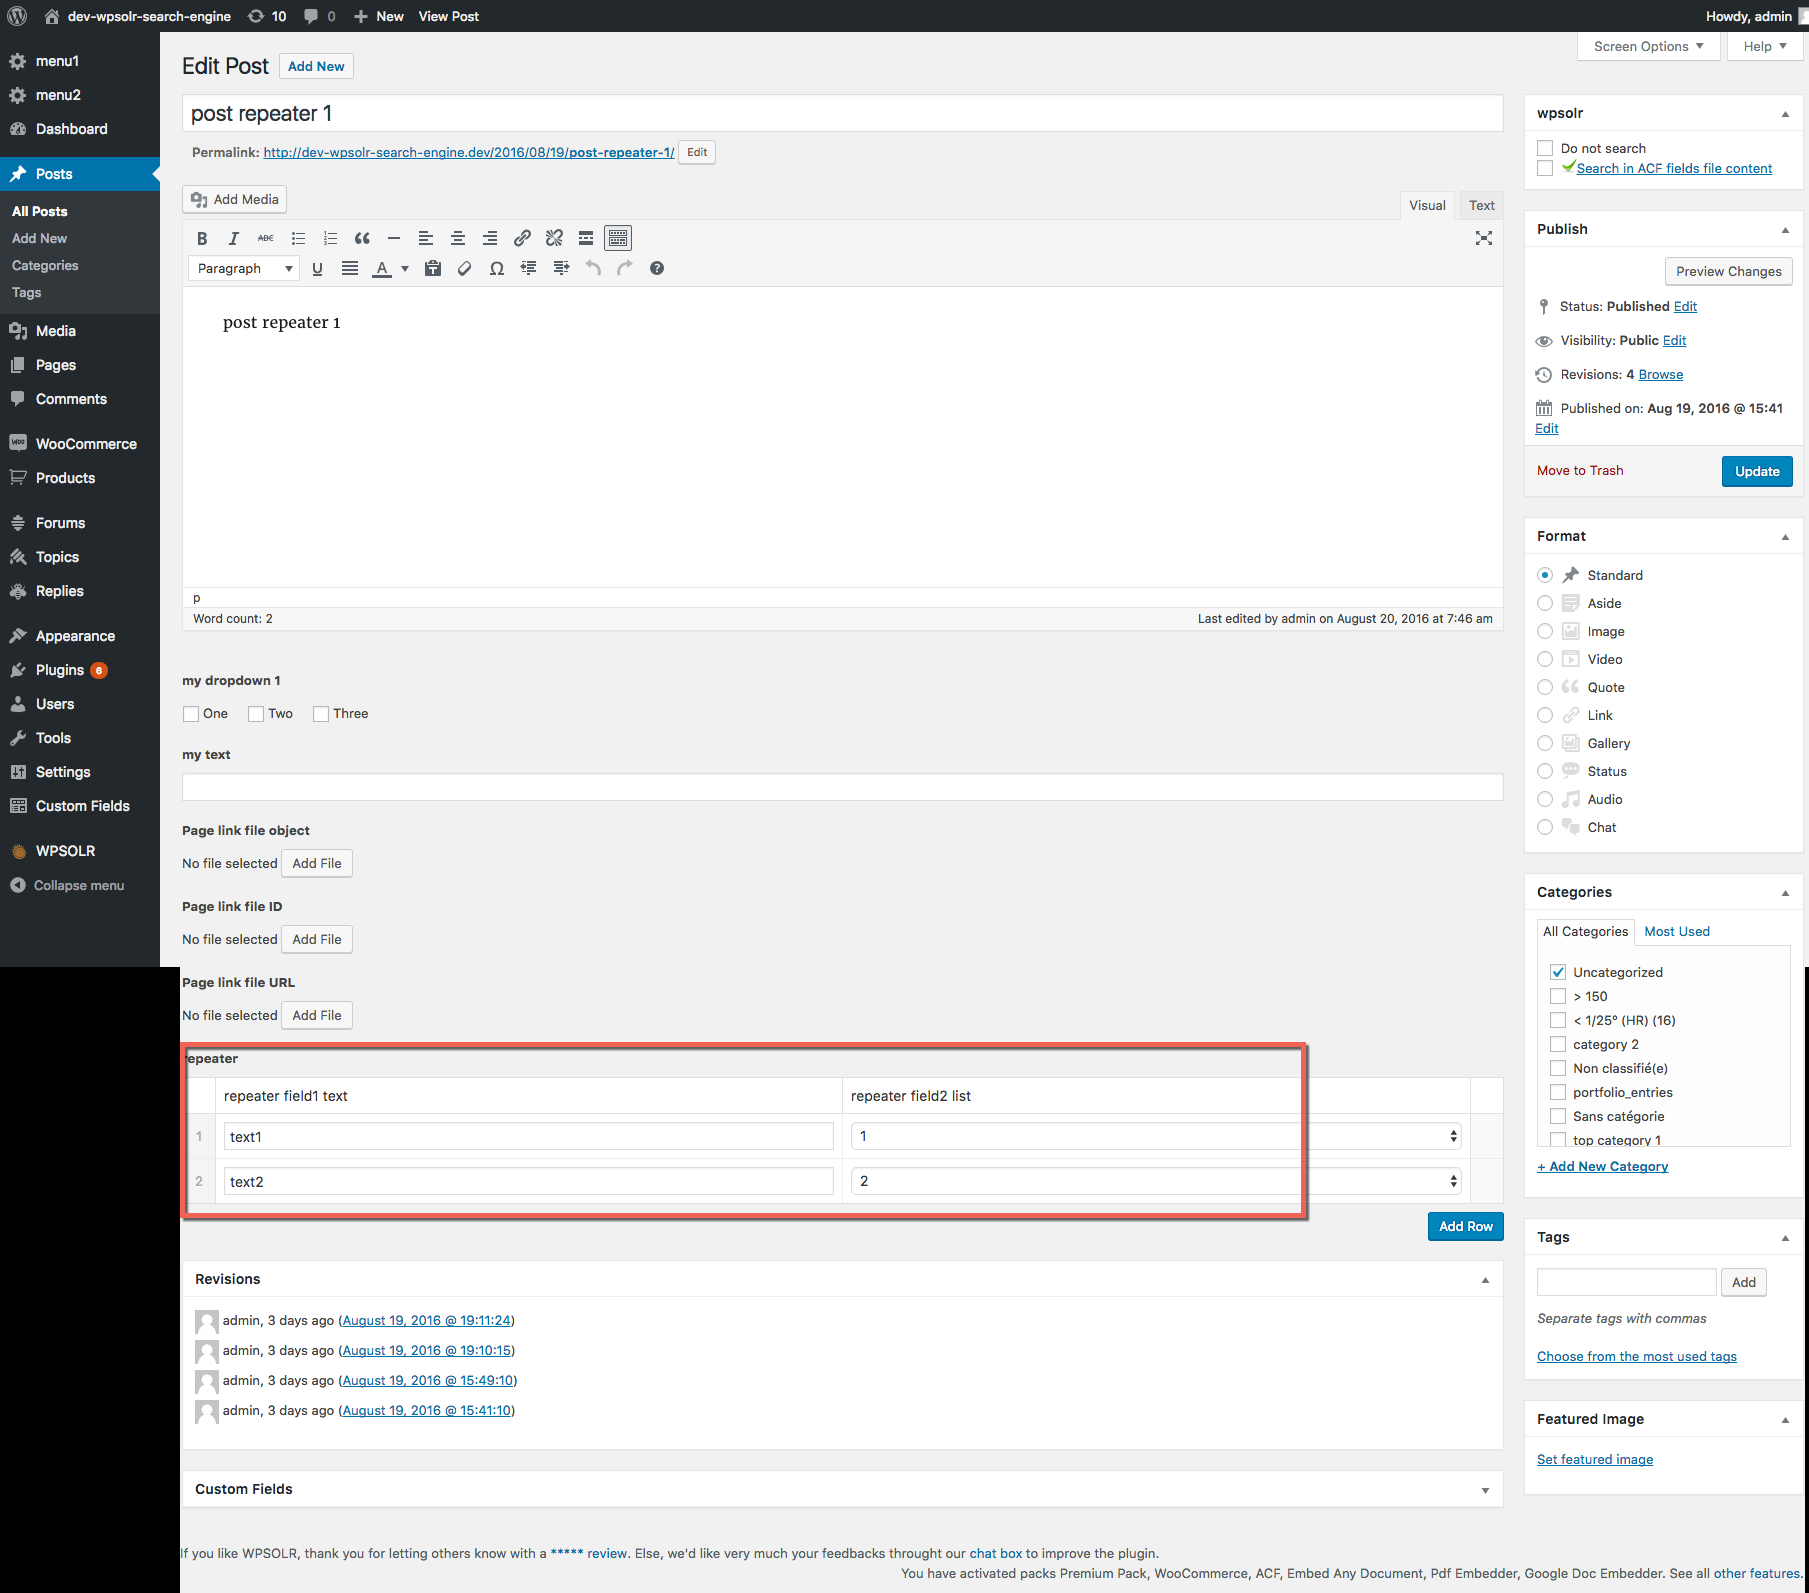 dev-wpsolr-search-engine 10 0 New View Post Howdy, admin
menu1
menu2
Dashboard
Posts
All Posts
Add New
Categories
Tags
Media
Pages
Comments
WooCommerce
Products
Forums
Topics
Replies
Appearance
Plugins 6
Users
Tools
Settings
Custom Fields
WPSOLR
Collapse menu
Screen Options Help
Edit Post Add New
post repeater 1
Permalink: http://dev-wpsolr-search-engine.dev/2016/08/19/post-repeater-1/ Edit
Add Media
Visual Text
B I ABC
Paragraph U A Ω
post repeater 1
p
Word count: 2 Last edited by admin on August 20, 2016 at 7:46 am
my dropdown 1
One Two Three
my text
Page link file object
No file selected Add File
Page link file ID
No file selected Add File
Page link file URL
No file selected Add File
repeater
repeater field1 text repeater field2 list
1 text1 1
2 text2 2
Add Row
Revisions
admin, 3 days ago (August 19, 2016 @ 19:11:24)
admin, 3 days ago (August 19, 2016 @ 19:10:15)
admin, 3 days ago (August 19, 2016 @ 15:49:10)
admin, 3 days ago (August 19, 2016 @ 15:41:10)
Custom Fields
wpsolr
Do not search
Search in ACF fields file content
Publish
Preview Changes
Status: Published Edit
Visibility: Public Edit
Revisions: 4 Browse
Published on: Aug 19, 2016 @ 15:41
Edit
Move to Trash Update
Format
Standard
Aside
Image
Video
Quote
Link
Gallery
Status
Audio
Chat
Categories
All Categories Most Used
Uncategorized
> 150
< 1/25° (HR) (16)
category 2
Non classifié(e)
portfolio_entries
Sans catégorie
top category 1
+ Add New Category
Tags
Add
Separate tags with commas
Choose from the most used tags
Featured Image
Set featured image
If you like WPSOLR, thank you for letting others know with a ***** review. Else, we'd like very much your feedbacks throught our chat box to improve the plugin.
You have activated packs Premium Pack, WooCommerce, ACF, Embed Any Document, Pdf Embedder, Google Doc Embedder. See all other features.